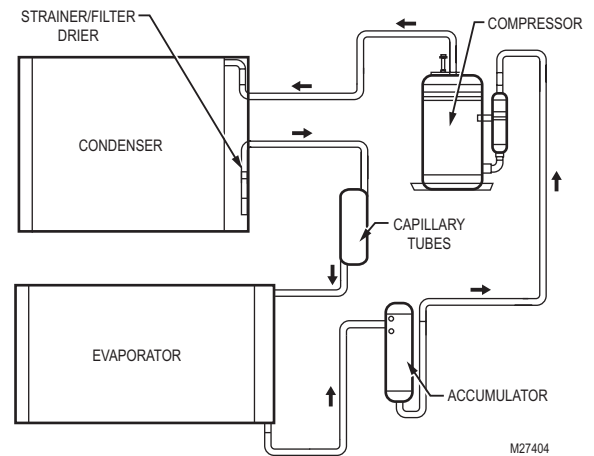 STRAINER/FILTER
DRIER
COMPRESSOR
CONDENSER
CAPILLARY
TUBES
EVAPORATOR
ACCUMULATOR
M27404